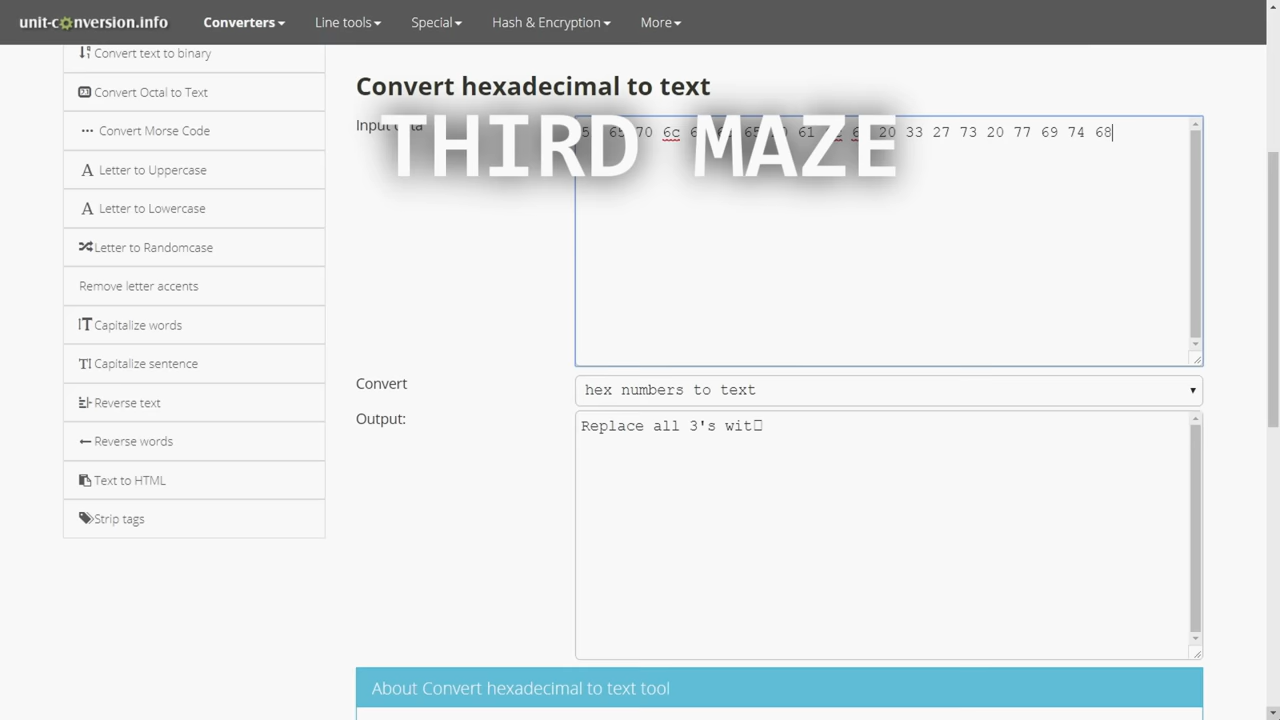 unit-conversion.info
Converters
Line tools
Special
Hash & Encryption
More
Convert text to binary
Convert Octal to Text
Convert Morse Code
Letter to Uppercase
Letter to Lowercase
Letter to Randomcase
Remove letter accents
Capitalize words
Capitalize sentence
Reverse text
Reverse words
Text to HTML
Strip tags
Convert hexadecimal to text
THIRD MAZE
70 6c 61 20 33 27 73 20 77 69 74 68
Convert
hex numbers to text
Output:
Replace all 3's wit□
About Convert hexadecimal to text tool